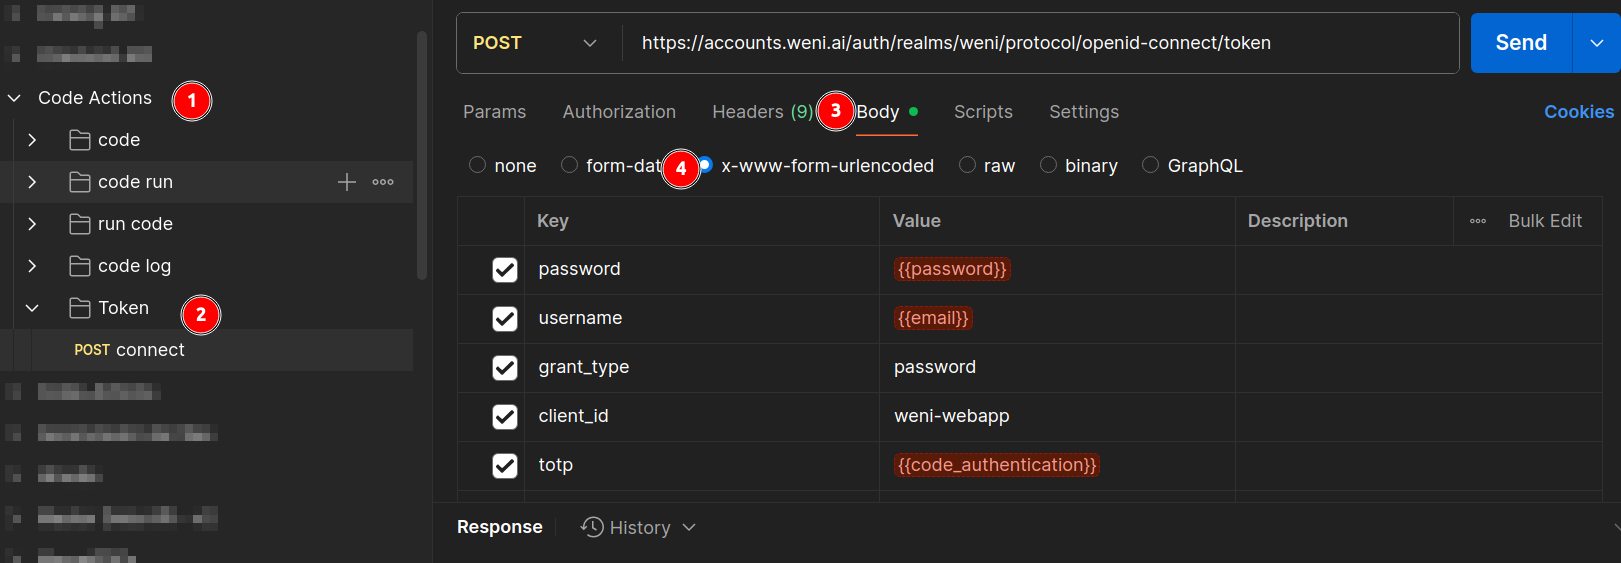 Code Actions 1
code
code run
run code
code log
Token 2
POST connect
POST https://accounts.weni.ai/auth/realms/weni/protocol/openid-connect/token Send
Params Authorization Headers (9) 3 Body Scripts Settings Cookies
none form-dat 4 x-www-form-urlencoded raw binary GraphQL
Key Value Description Bulk Edit
password {{password}}
username {{email}}
grant_type password
client_id weni-webapp
totp {{code_authentication}}
Response History